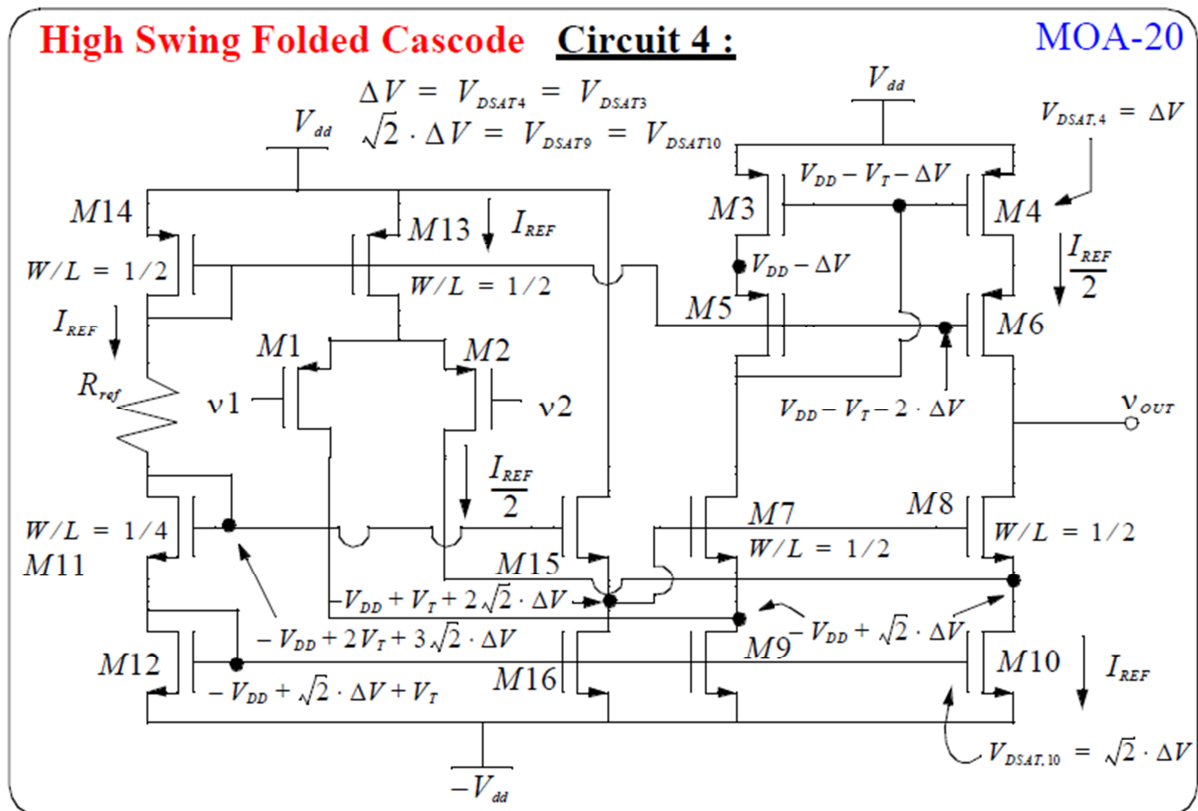 High Swing Folded Cascode Circuit 4 : MOA-20
ΔV = V_DSAT4 = V_DSAT3
√2 · ΔV = V_DSAT9 = V_DSAT10
V_dd
V_dd
V_DSAT,4 = ΔV
M14
M13
I_REF
W/L = 1/2
W/L = 1/2
V_DD − V_T − ΔV
M3
M4
V_DD − ΔV
I_REF/2
I_REF
M5
M6
M1
M2
R_ref
v1
v2
V_DD − V_T − 2 · ΔV
v_OUT
I_REF/2
W/L = 1/4
M11
M15
M7
W/L = 1/2
M8
W/L = 1/2
−V_DD + V_T + 2√2 · ΔV
−V_DD + 2V_T + 3√2 · ΔV
−V_DD + √2 · ΔV
M12
−V_DD + √2 · ΔV + V_T
M16
M9
M10
I_REF
V_DSAT,10 = √2 · ΔV
−V_dd